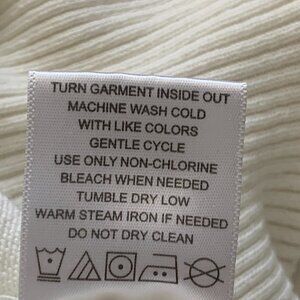 TURN GARMENT INSIDE OUT
MACHINE WASH COLD
WITH LIKE COLORS
GENTLE CYCLE
USE ONLY NON-CHLORINE
BLEACH WHEN NEEDED
TUMBLE DRY LOW
WARM STEAM IRON IF NEEDED
DO NOT DRY CLEAN